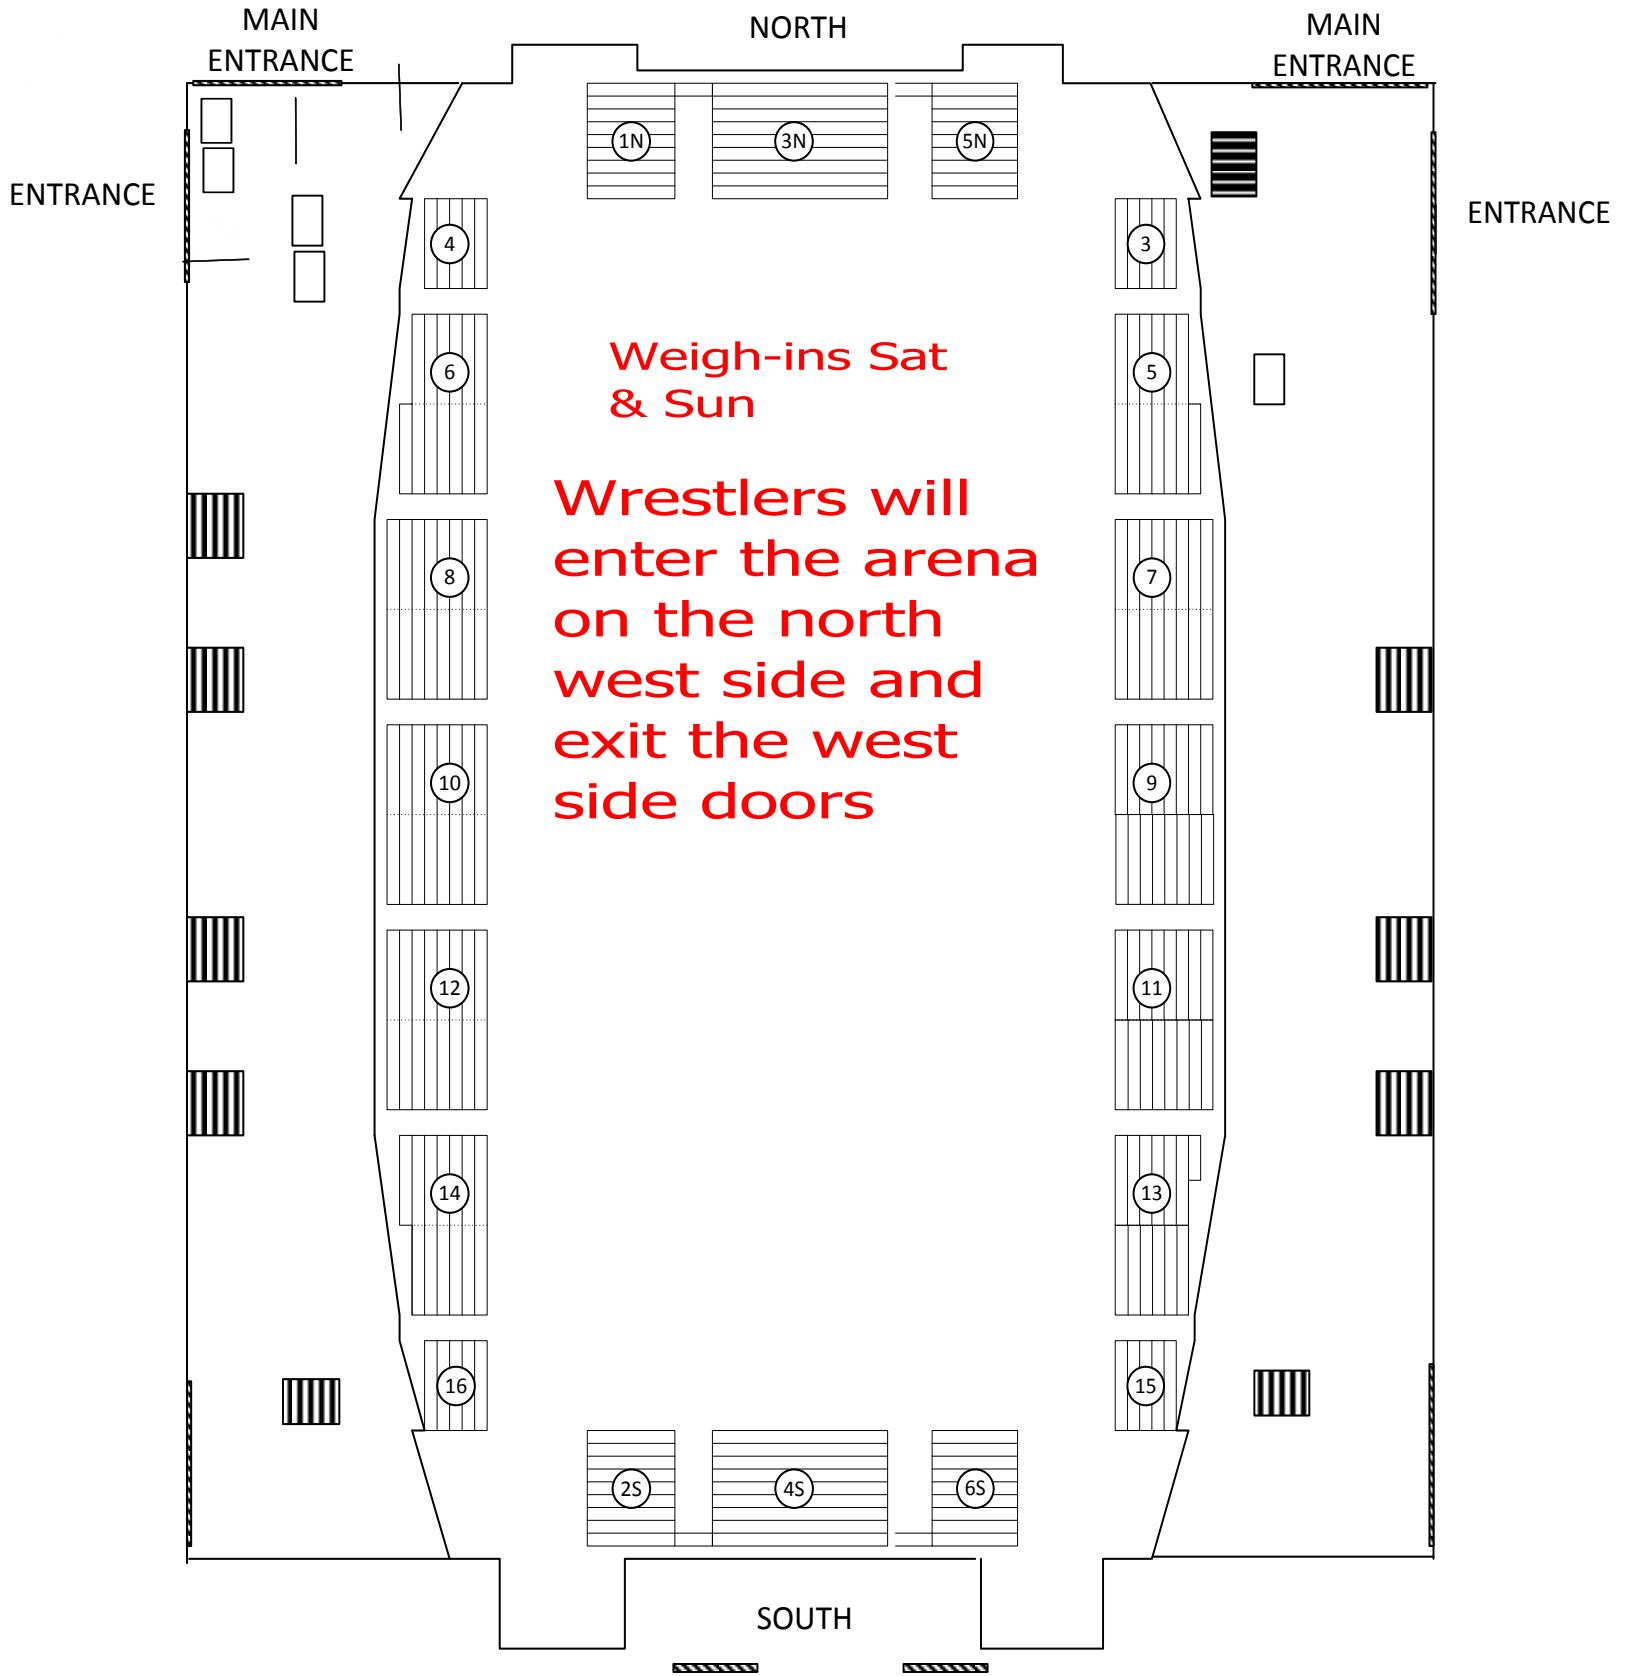 MAIN
ENTRANCE
NORTH
MAIN
ENTRANCE
1N
3N
5N
ENTRANCE
ENTRANCE
4
3
Weigh-ins Sat
& Sun
6
5
Wrestlers will
enter the arena
on the north
west side and
exit the west
side doors
8
7
10
9
12
11
14
13
16
15
2S
4S
6S
SOUTH